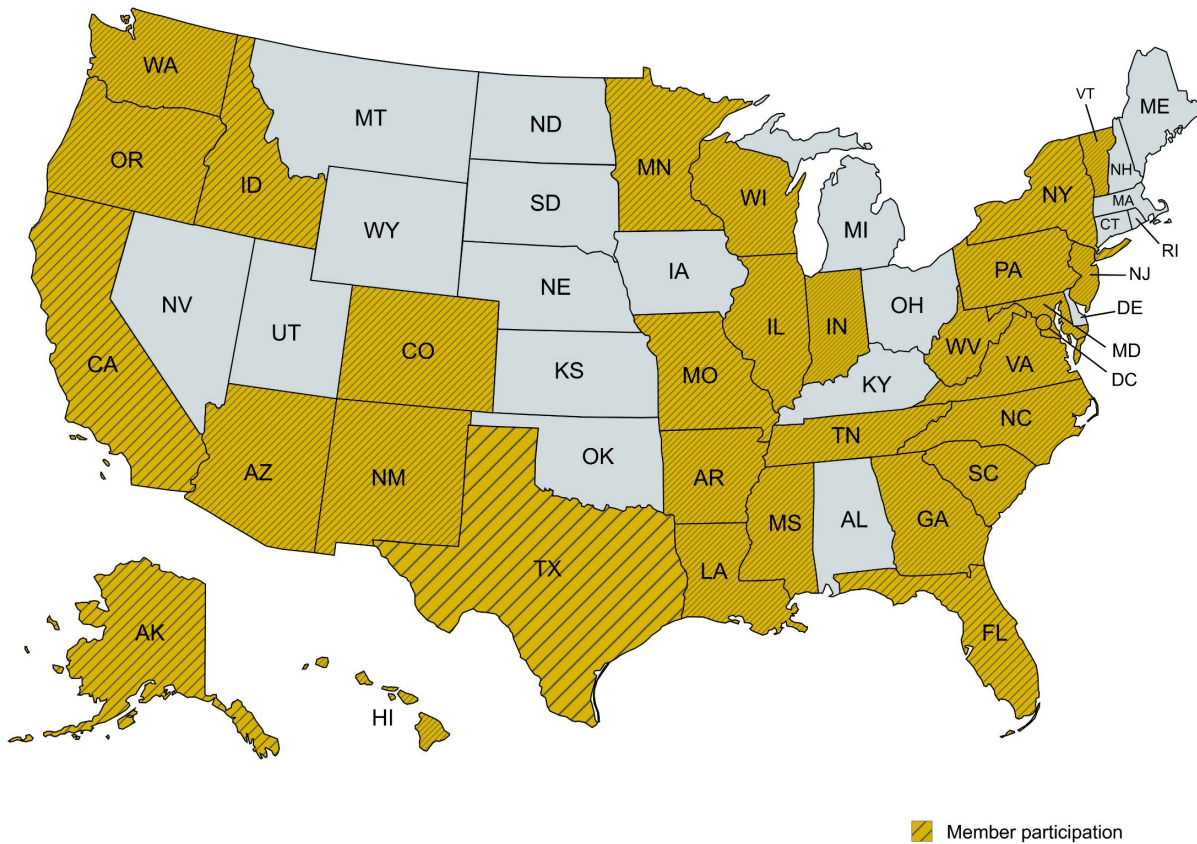 WA
MT
ND
MN
ME
VT
OR
ID
SD
WI
NH
NY
MA
WY
MI
CT
RI
IA
PA
NJ
NE
OH
DE
NV
UT
IL
IN
MD
CO
WV
DC
CA
KS
MO
VA
KY
NC
TN
AZ
NM
OK
AR
SC
MS
AL
GA
TX
LA
AK
FL
HI
Member participation